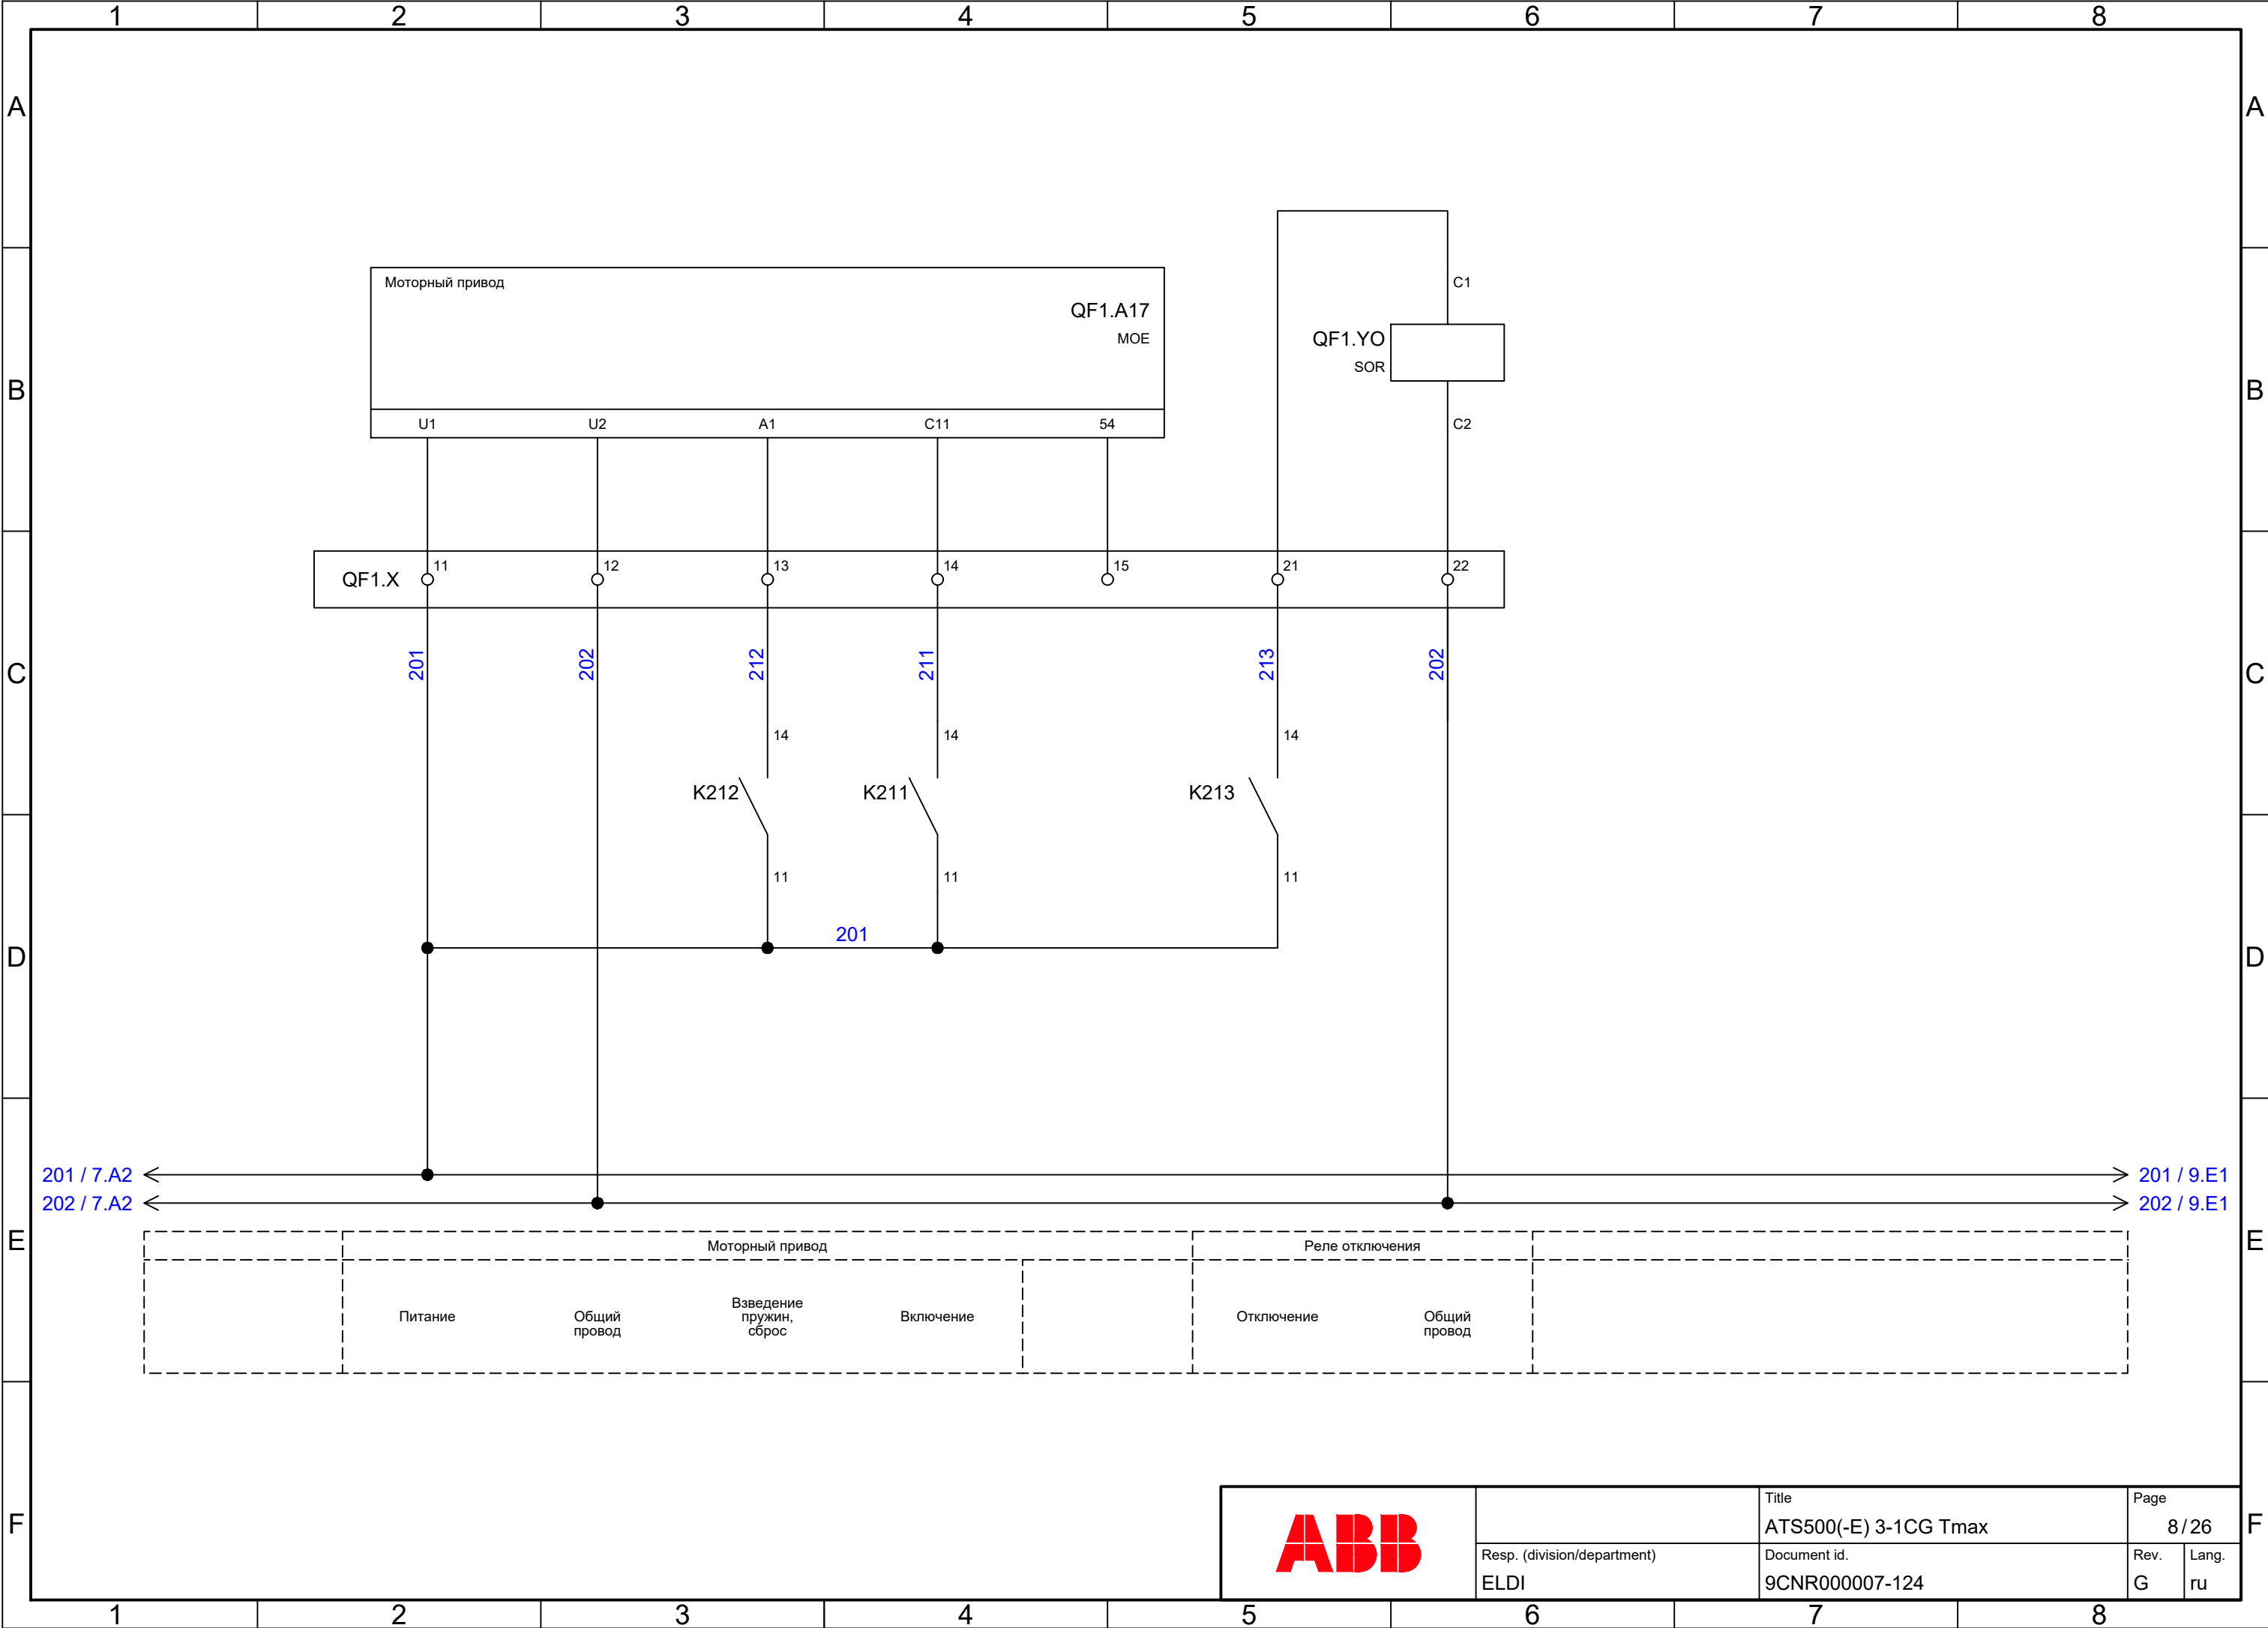 1 2 3 4 5 6 7 8
A A
Моторный привод
QF1.A17
MOE
C1
QF1.YO
SOR
B B
U1 U2 A1 C11 54
C2
QF1.X 11 12 13 14 15 21 22
201 202 212 211 213 202
C C
14 14 14
K212 K211 K213
11 11 11
201
D D
201 / 7.A2 201 / 9.E1
202 / 7.A2 202 / 9.E1
E E
Моторный привод Реле отключения
Питание
Общий
провод
Взведение
пружин,
сброс
Включение
Отключение
Общий
провод
F F
ABB
Title
ATS500(-E) 3-1CG Tmax
Page
8 / 26
Resp. (division/department)
ELDI
Document id.
9CNR000007-124
Rev.
G
Lang.
ru
1 2 3 4 5 6 7 8